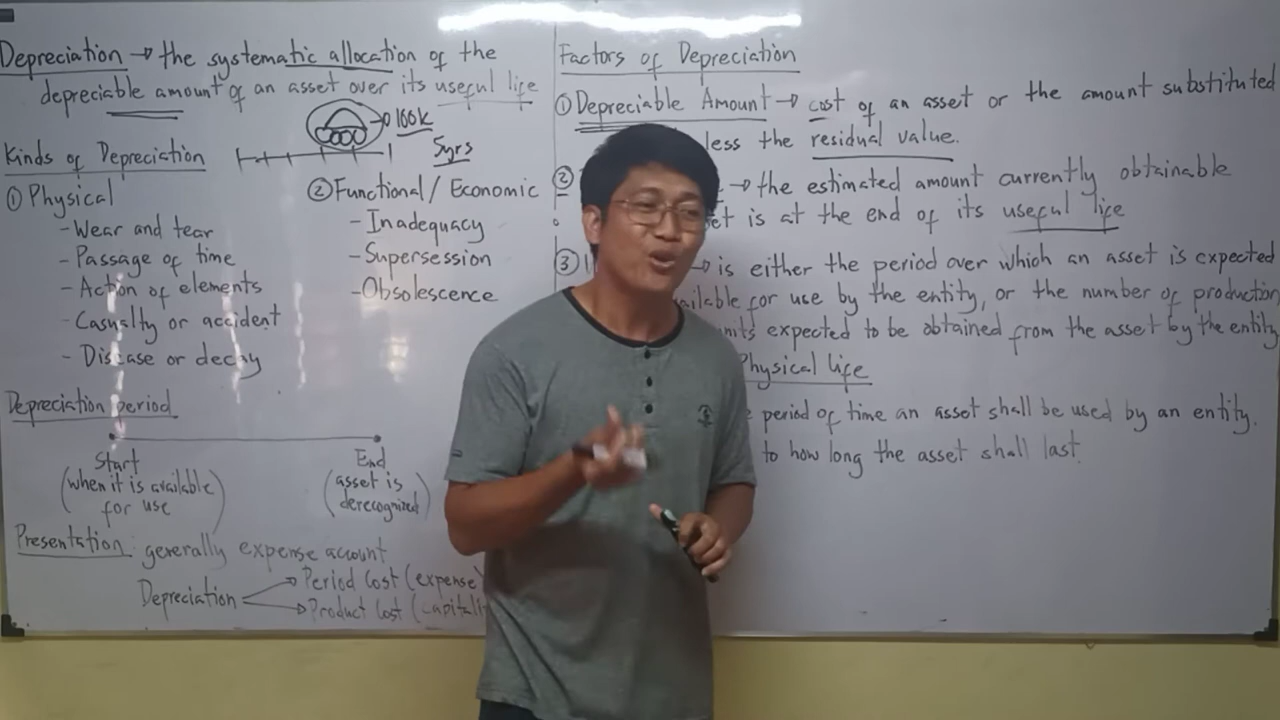 Depreciation → the systematic allocation of the
depreciable amount of an asset over its useful life
100k
5yrs
Kinds of Depreciation
① Physical
- Wear and tear
- Passage of time
- Action of elements
- Casualty or accident
- Disease or decay
② Functional / Economic
- Inadequacy
- Supersession
- Obsolescence
Depreciation period
Start
(when it is available
for use)
End
(asset is
derecognized)
Presentation: generally expense account
Depreciation
→ Period Cost (expense)
→ Product Cost
Factors of Depreciation
① Depreciable Amount → cost of an asset or the amount substituted
less the residual value.
② → the estimated amount currently obtainable
is at the end of its useful life
③ → is either the period over which an asset is expected
for use by the entity, or the number of production
expected to be obtained from the asset by the entity
Physical life
period of time an asset shall be used by an entity.
to how long the asset shall last.